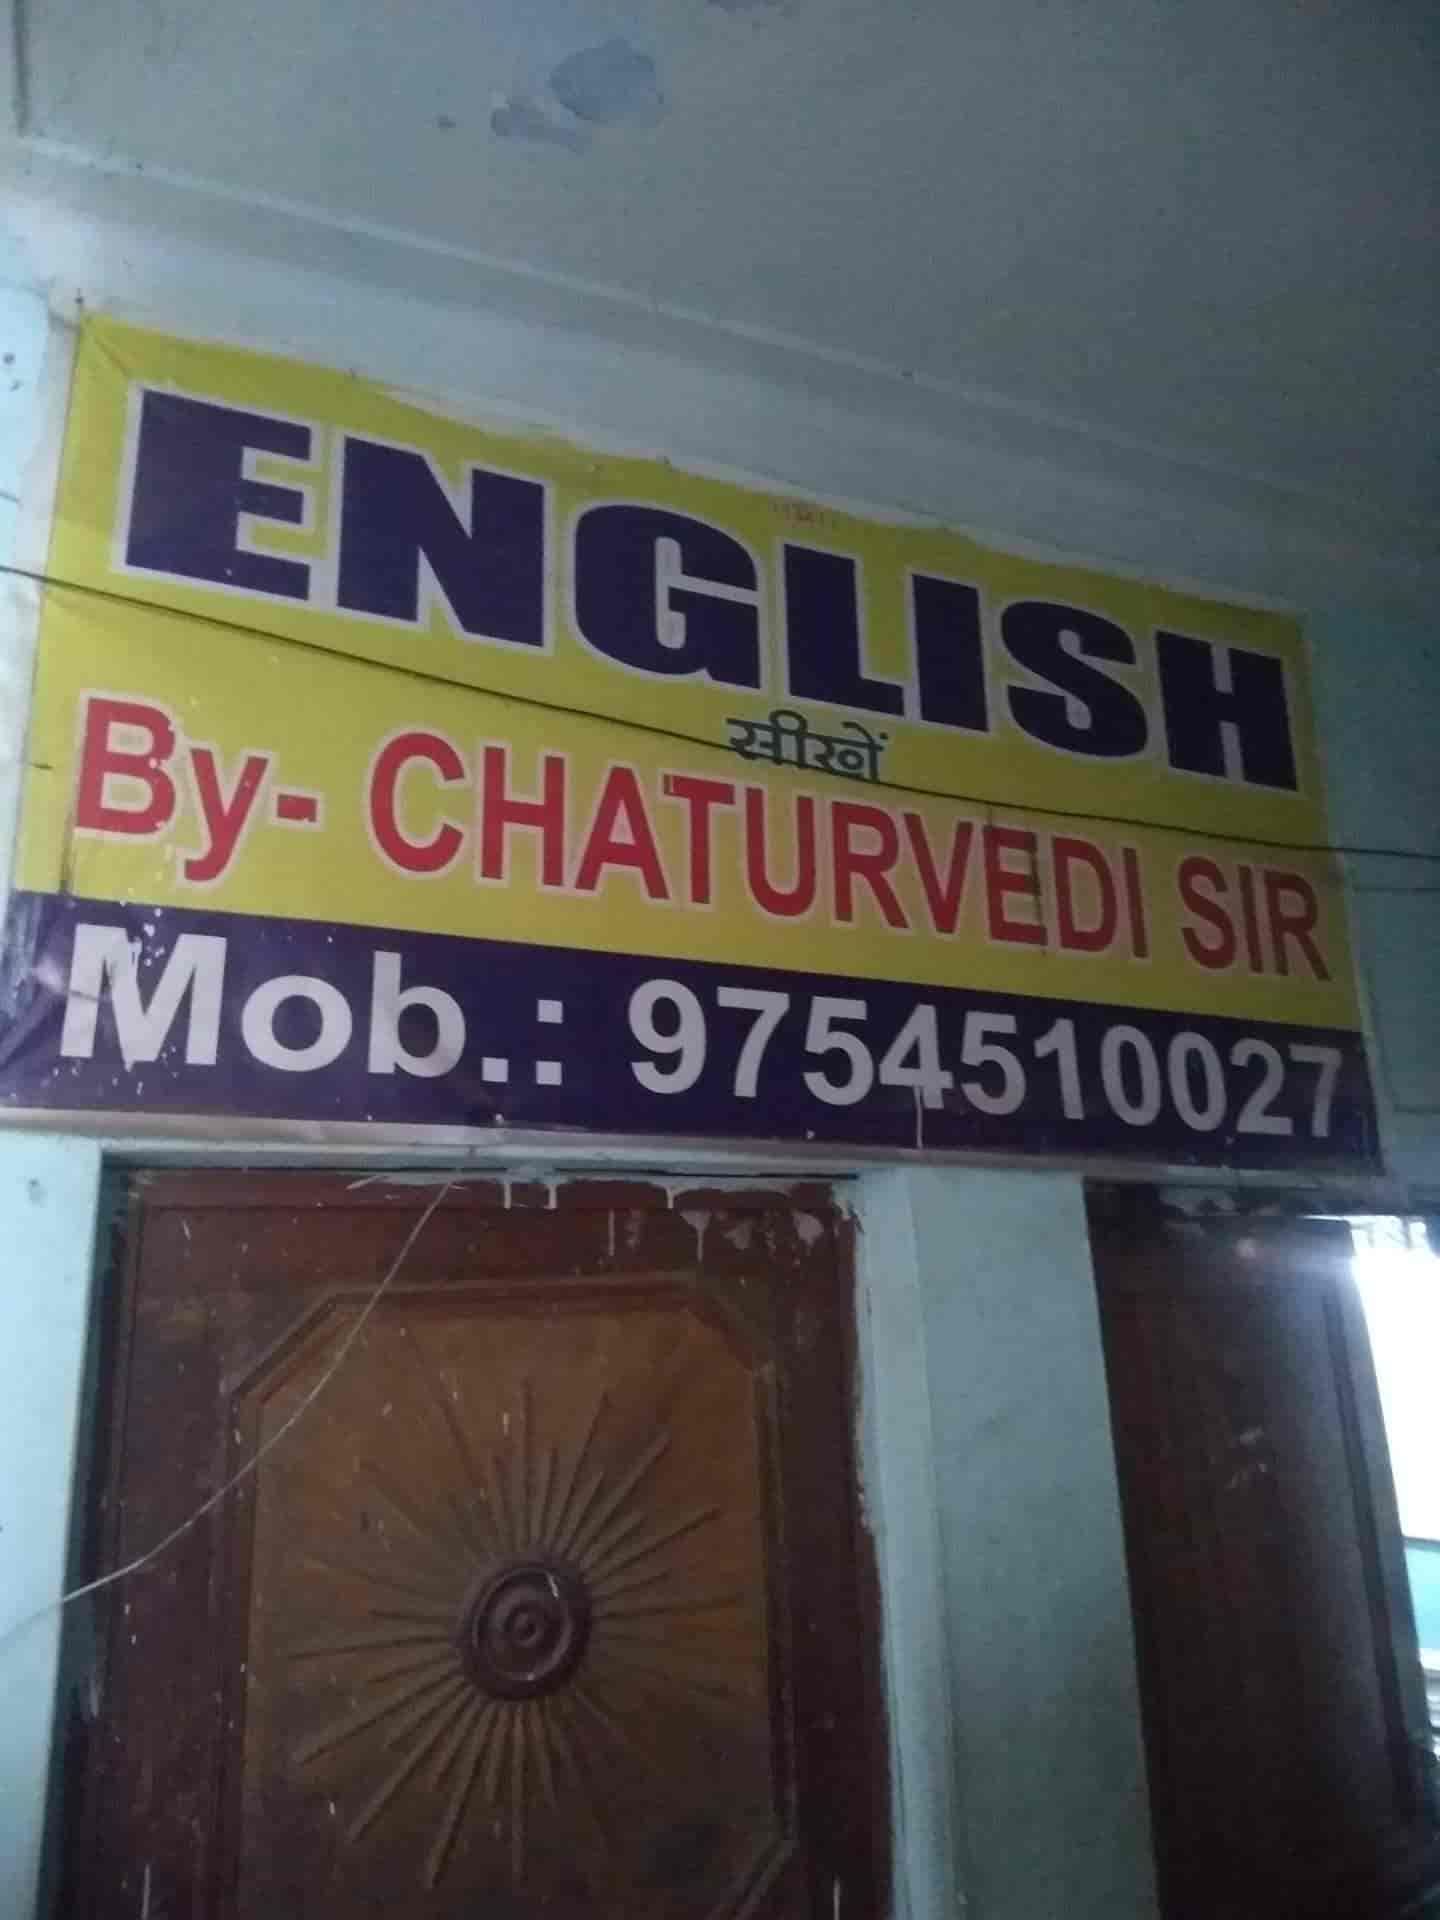 ENGLISH
सीखें
By- CHATURVEDI SIR
Mob.: 9754510027